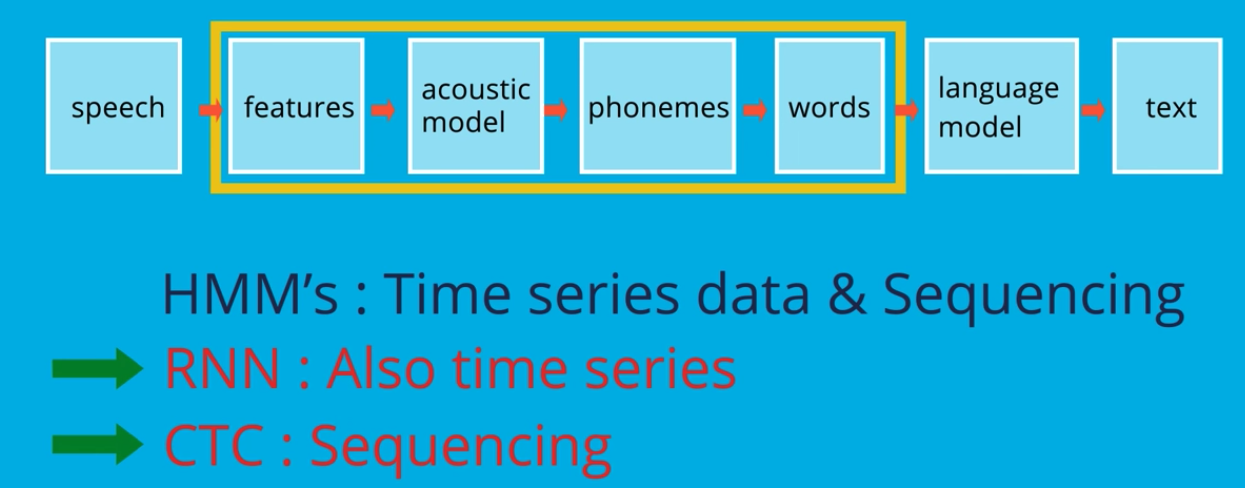 speech
features
acoustic
model
phonemes
words
language
model
text
HMM’s : Time series data & Sequencing
RNN : Also time series
CTC : Sequencing